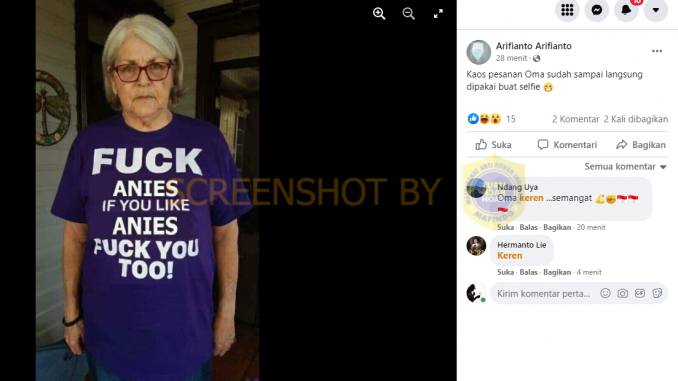 FUCK
ANIES
IF YOU LIKE
ANIES
FUCK YOU
TOO!
SCREENSHOT BY
Arifianto Arifianto
28 menit ·
Kaos pesanan Oma sudah sampai langsung
dipakai buat selfie 😁
15
2 Komentar 2 Kali dibagikan
Suka Komentari Bagikan
Semua komentar
Ndang Uya
Oma keren ...semangat 💪✊🇮🇩🇮🇩
🇮🇩
Suka · Balas · Bagikan · 20 menit
Hermanto Lie
Keren
Suka · Balas · Bagikan · 4 menit
Kirim komentar perta...
GIF
MAFINDO